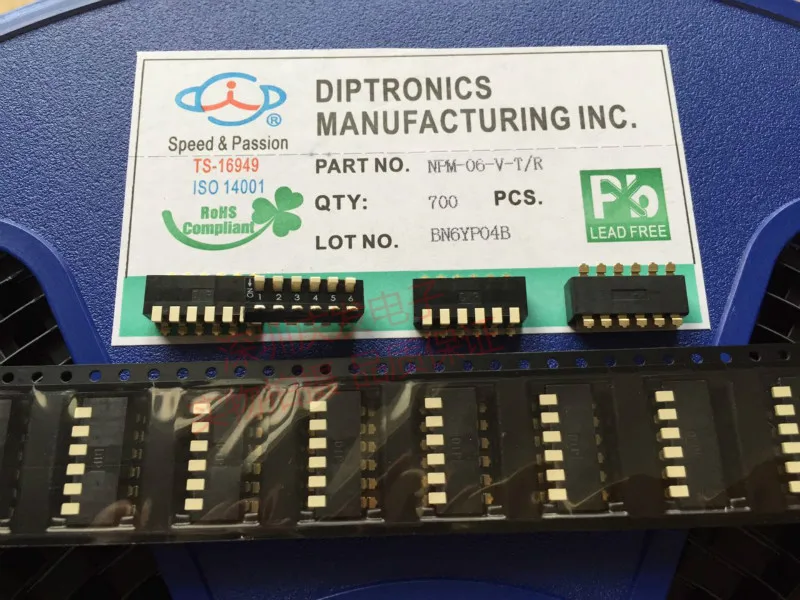 DIPTRONICS
MANUFACTURING INC.
®
Speed & Passion
TS-16949
ISO 14001
RoHS
Compliant
PART NO. NPM-06-V-T/R
QTY: 700 PCS.
LOT NO. BN6YP04B
Pb
LEAD FREE
ON
1 2 3 4 5 6